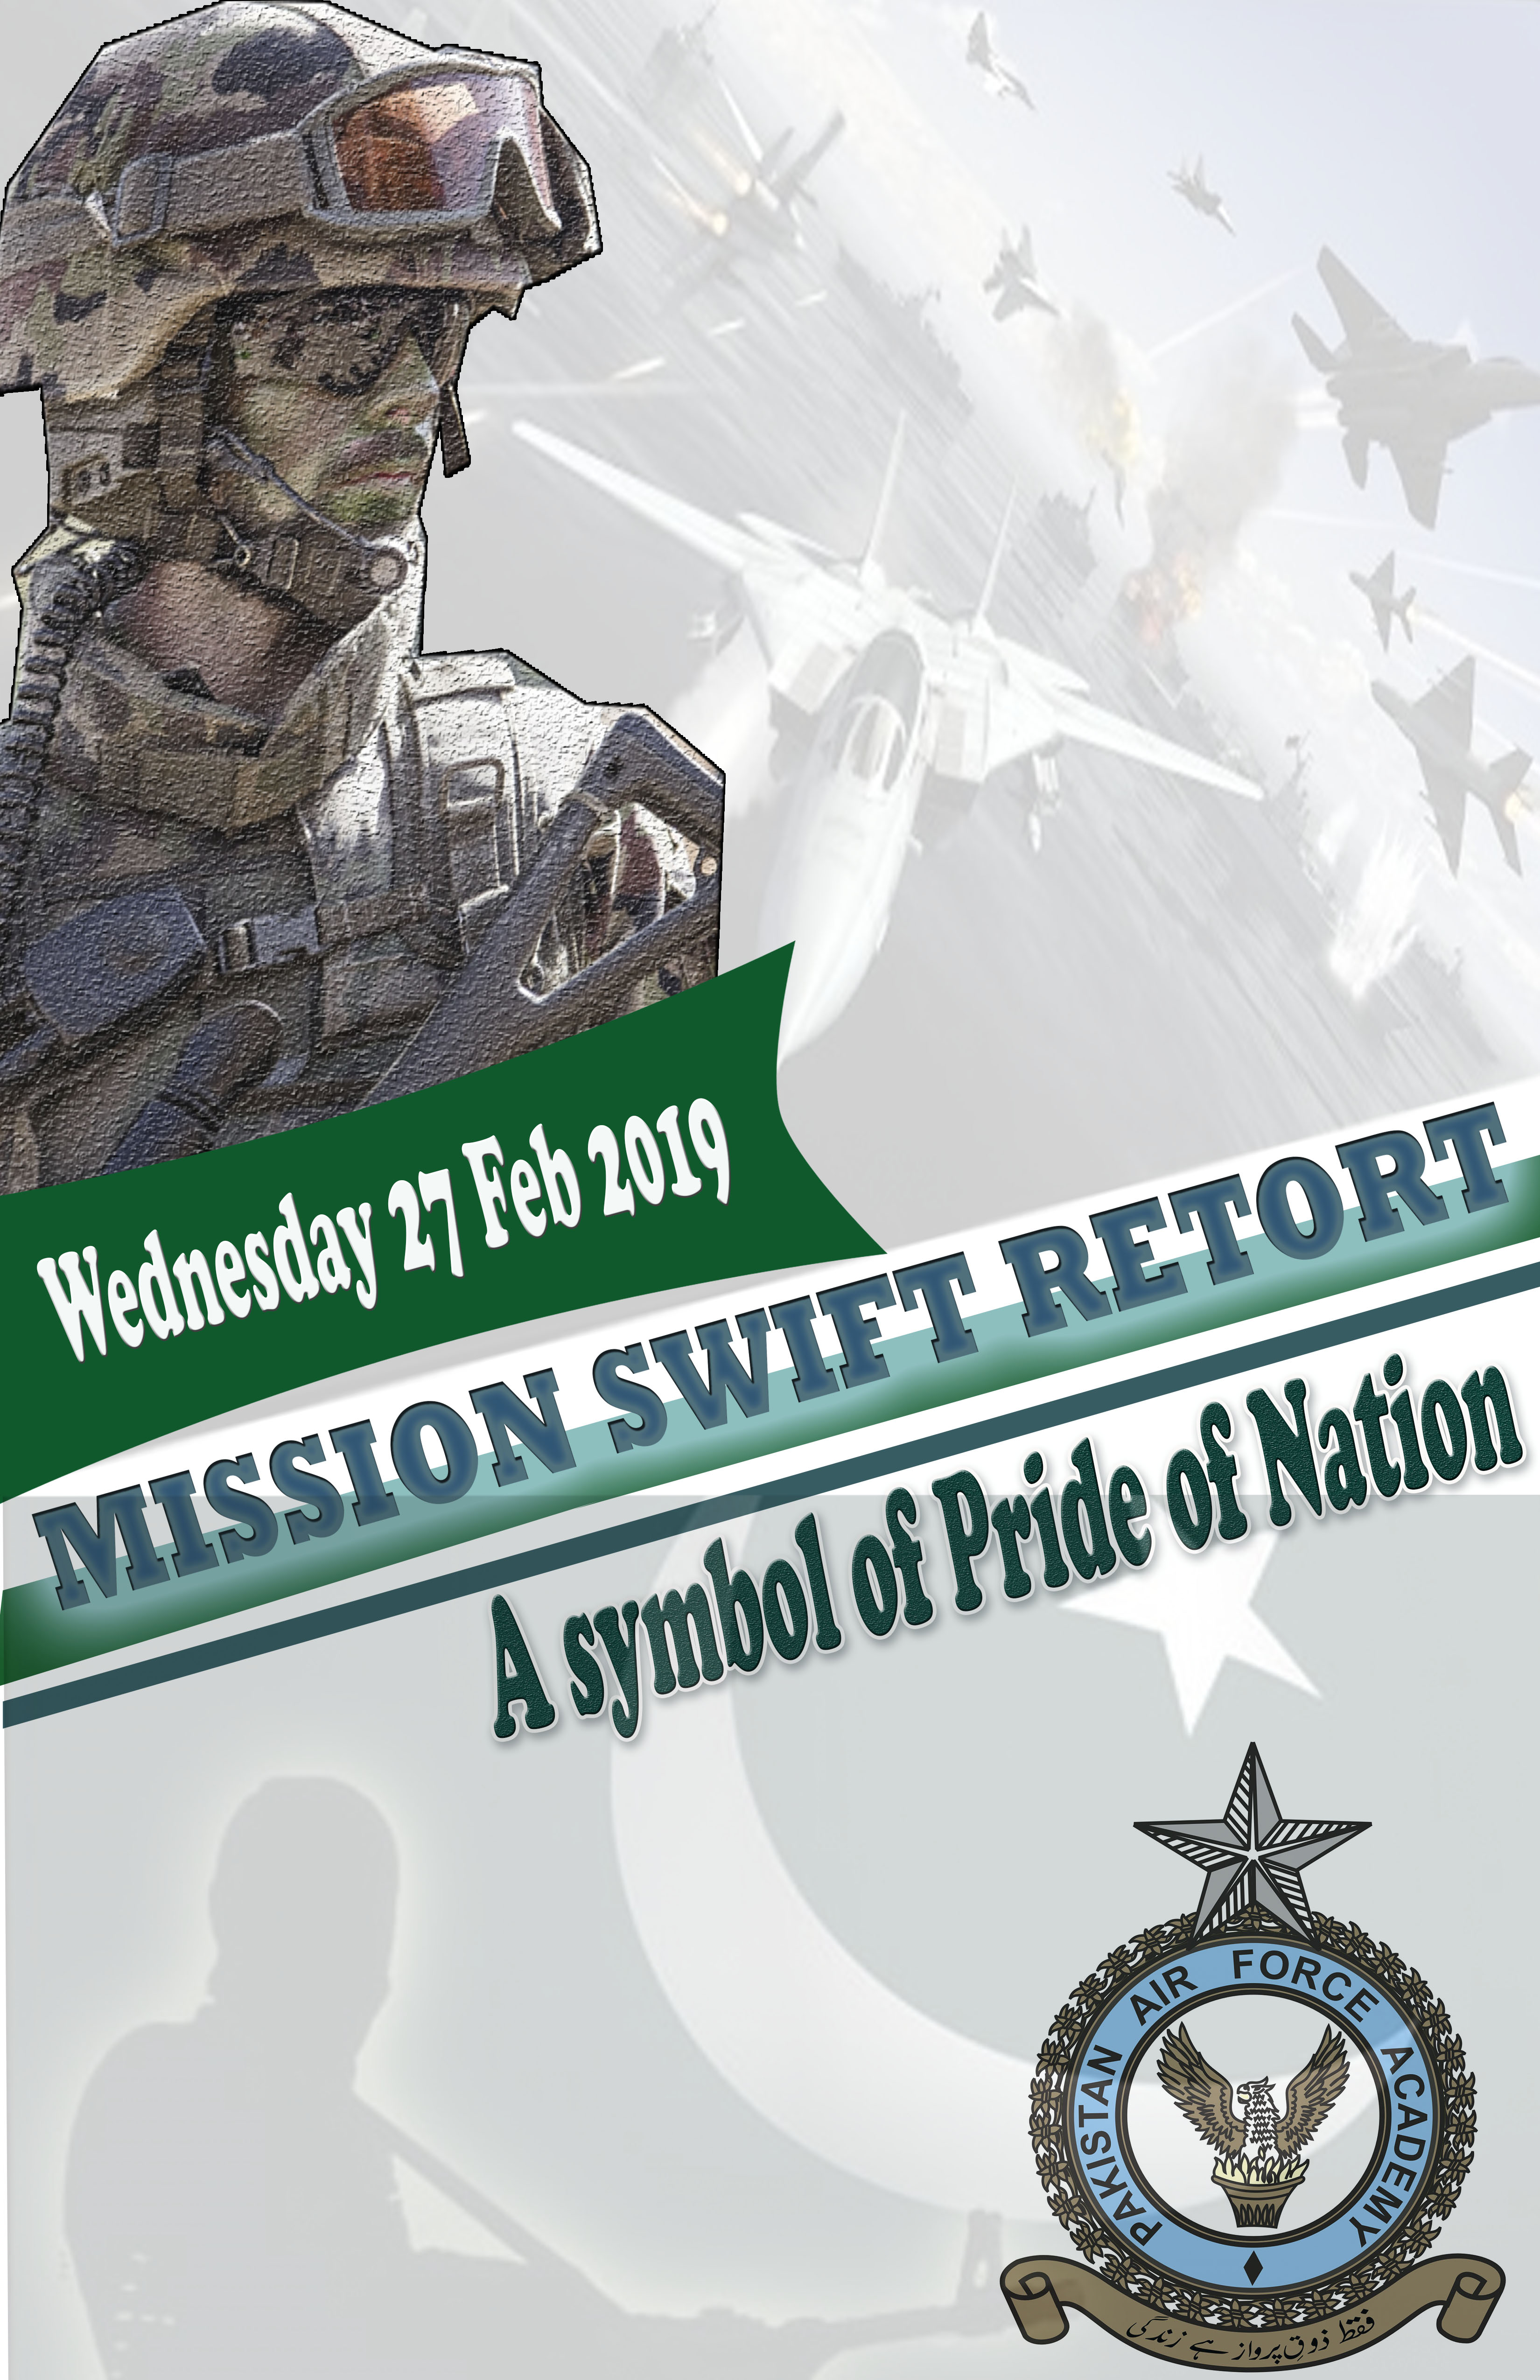 Wednesday 27 Feb 2019
MISSION SWIFT RETORT
A symbol of Pride of Nation
PAKISTAN AIR FORCE ACADEMY
فقط ذوقِ پرواز ہے زندگی